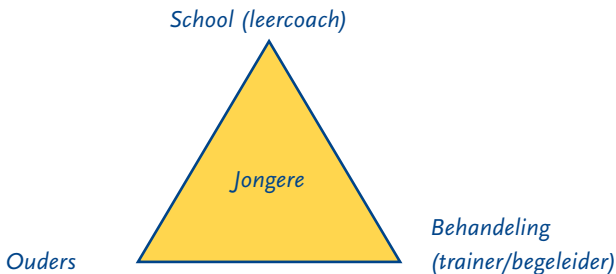 School (leercoach)
Jongere
Behandeling
(trainer/begeleider)
Ouders